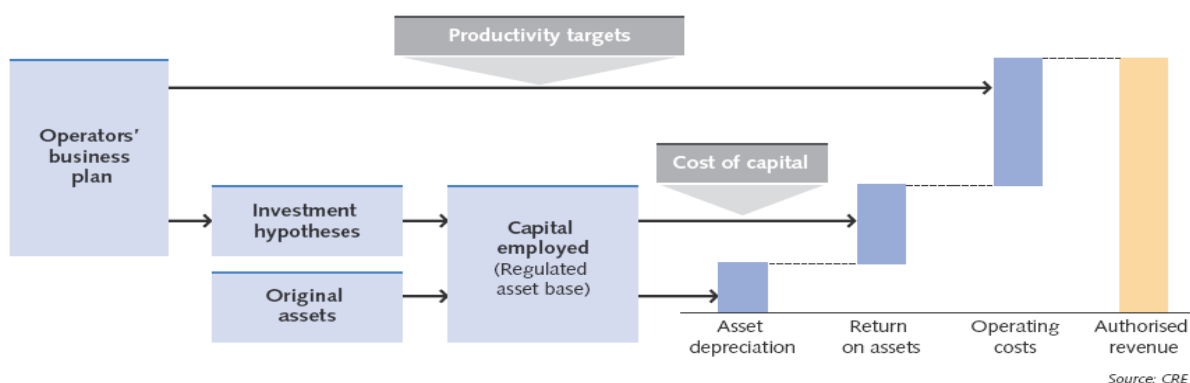 Productivity targets
Operators’
business
plan
Cost of capital
Investment
hypotheses
Capital
employed
(Regulated
asset base)
Original
assets
Asset
depreciation
Return
on assets
Operating
costs
Authorised
revenue
Source: CRE